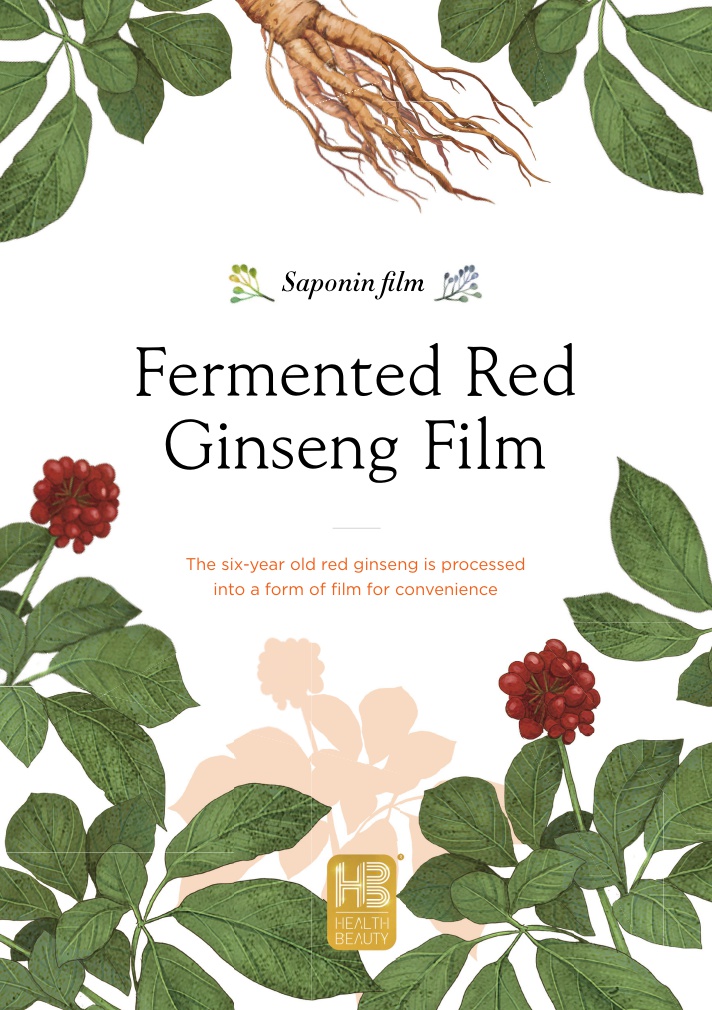 Saponin film
Fermented Red
Ginseng Film
The six-year old red ginseng is processed
into a form of film for convenience
HB
HEALTH
BEAUTY